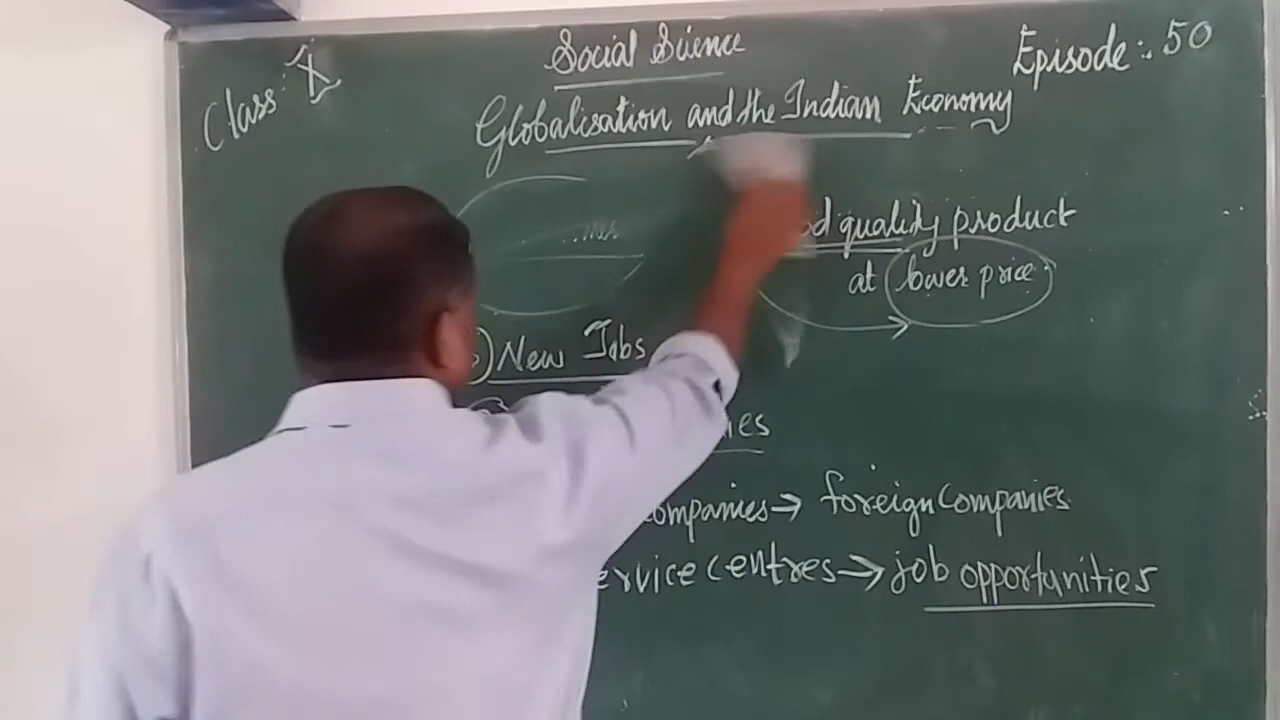 Class: X
Social Science
Episode: 50
Globalisation and the Indian Economy
quality product
at lower price.
New Jobs
companies → foreign companies
centres → job opportunities